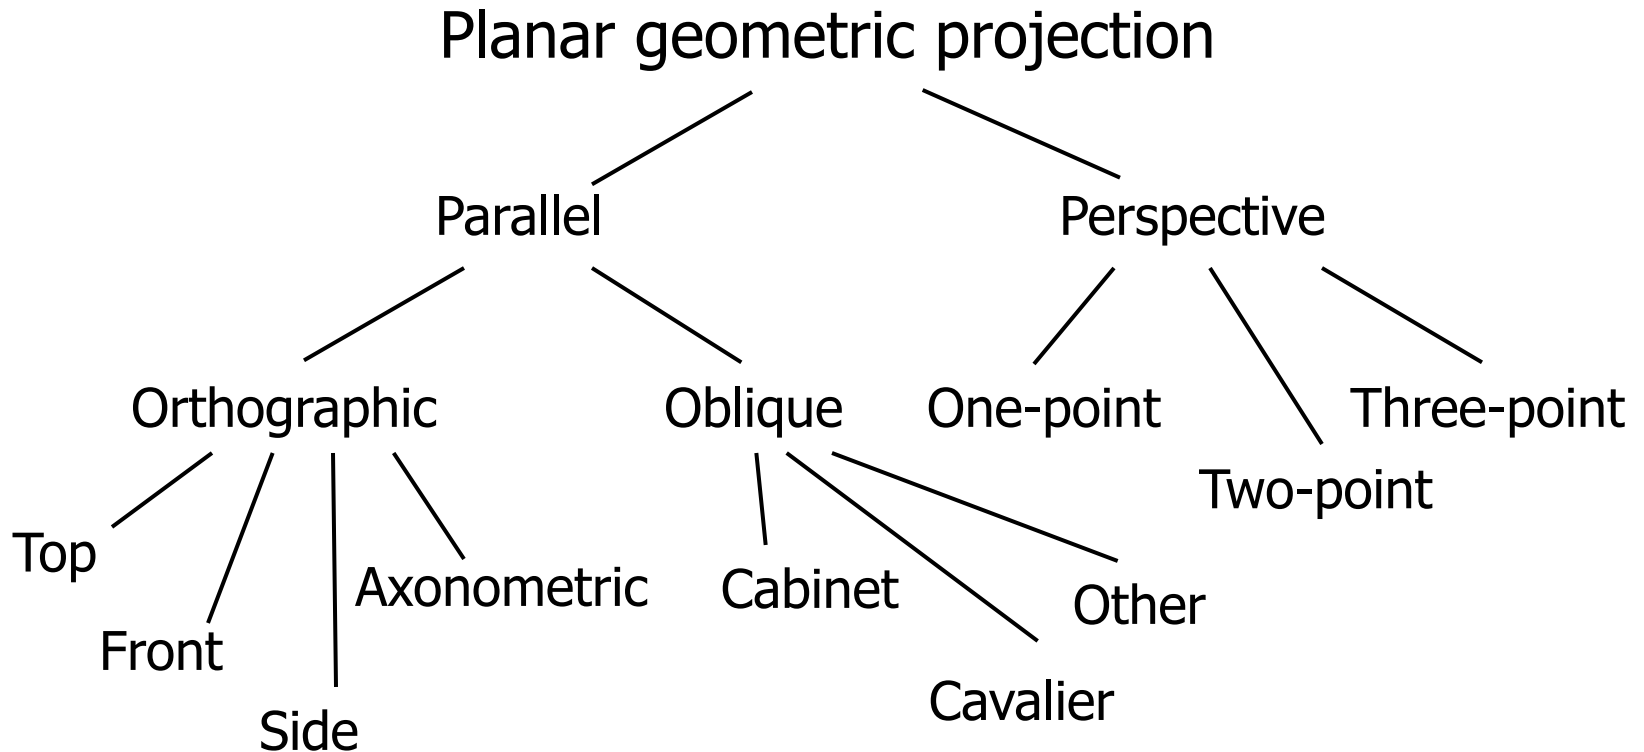 Planar geometric projection
Parallel
Perspective
Orthographic
Oblique
One-point
Three-point
Two-point
Top
Axonometric
Cabinet
Other
Front
Cavalier
Side